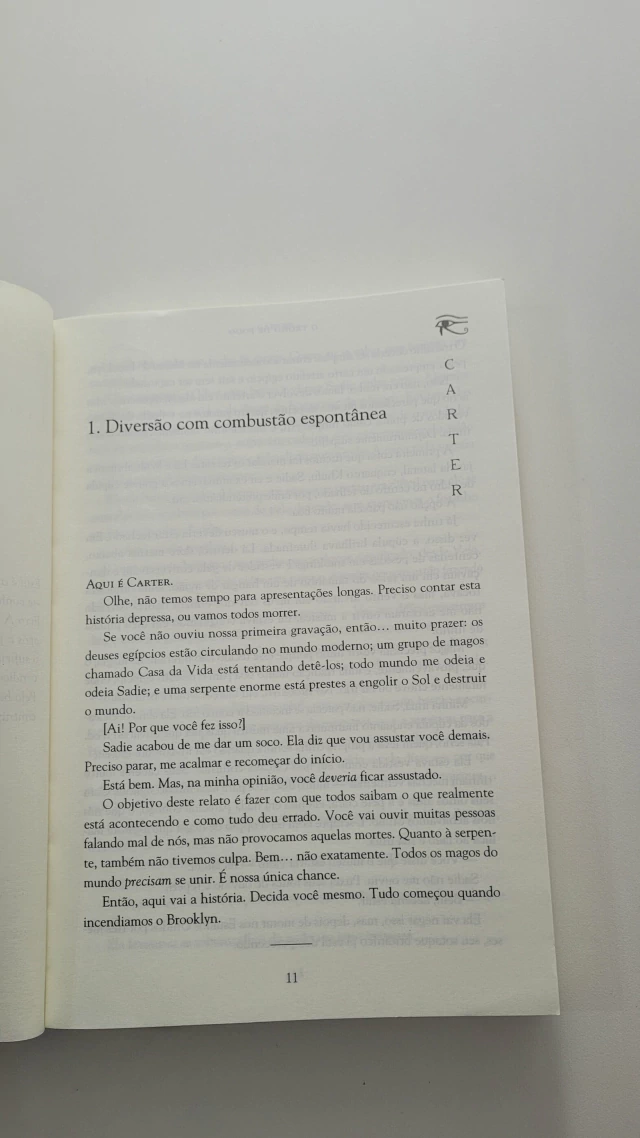 CARTER
1. Diversão com combustão espontânea
AQUI É CARTER.
Olhe, não temos tempo para apresentações longas. Preciso contar esta
história depressa, ou vamos todos morrer.
Se você não ouviu nossa primeira gravação, então... muito prazer: os
deuses egípcios estão circulando no mundo moderno; um grupo de magos
chamado Casa da Vida está tentando detê-los; todo mundo me odeia e
odeia Sadie; e uma serpente enorme está prestes a engolir o Sol e destruir
o mundo.
[Ai! Por que você fez isso?]
Sadie acabou de me dar um soco. Ela diz que vou assustar você demais.
Preciso parar, me acalmar e recomeçar do início.
Está bem. Mas, na minha opinião, você deveria ficar assustado.
O objetivo deste relato é fazer com que todos saibam o que realmente
está acontecendo e como tudo deu errado. Você vai ouvir muitas pessoas
falando mal de nós, mas não provocamos aquelas mortes. Quanto à serpen-
te, também não tivemos culpa. Bem... não exatamente. Todos os magos do
mundo precisam se unir. É nossa única chance.
Então, aqui vai a história. Decida você mesmo. Tudo começou quando
incendiamos o Brooklyn.
11